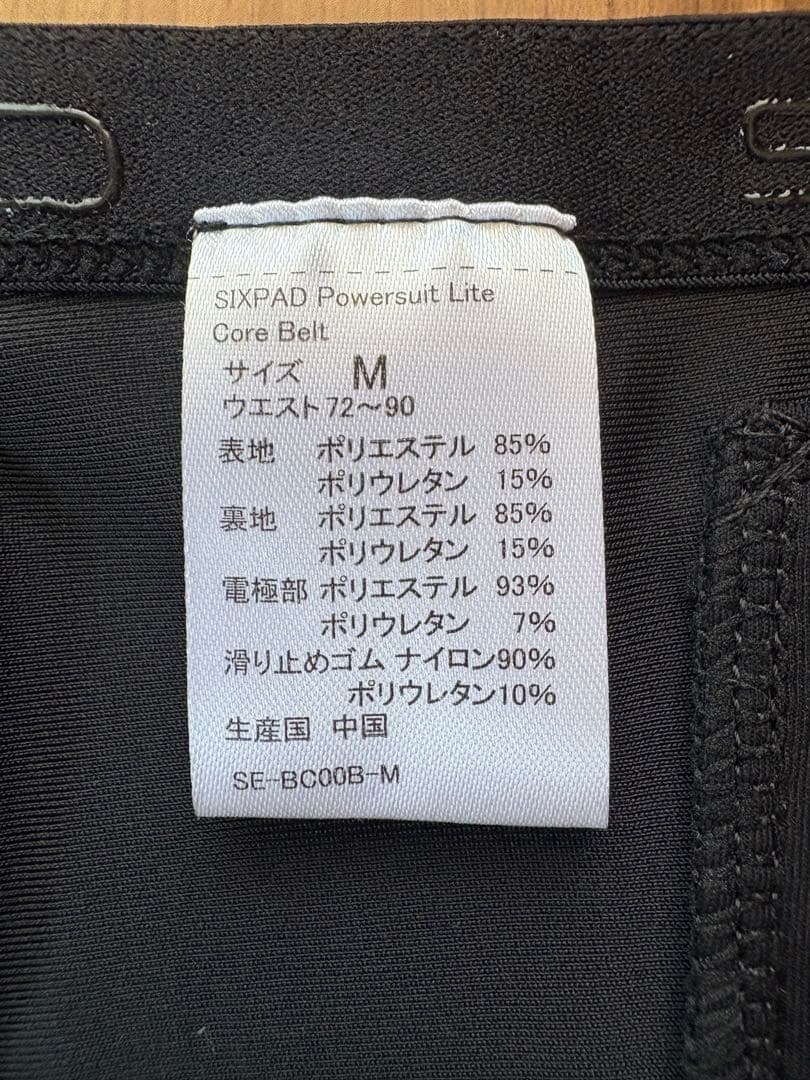 SIXPAD Powersuit Lite
Core Belt
サイズ M
ウエスト72～90
表地 ポリエステル 85%
ポリウレタン 15%
裏地 ポリエステル 85%
ポリウレタン 15%
電極部 ポリエステル 93%
ポリウレタン 7%
滑り止めゴム ナイロン90%
ポリウレタン10%
生産国 中国
SE-BC00B-M